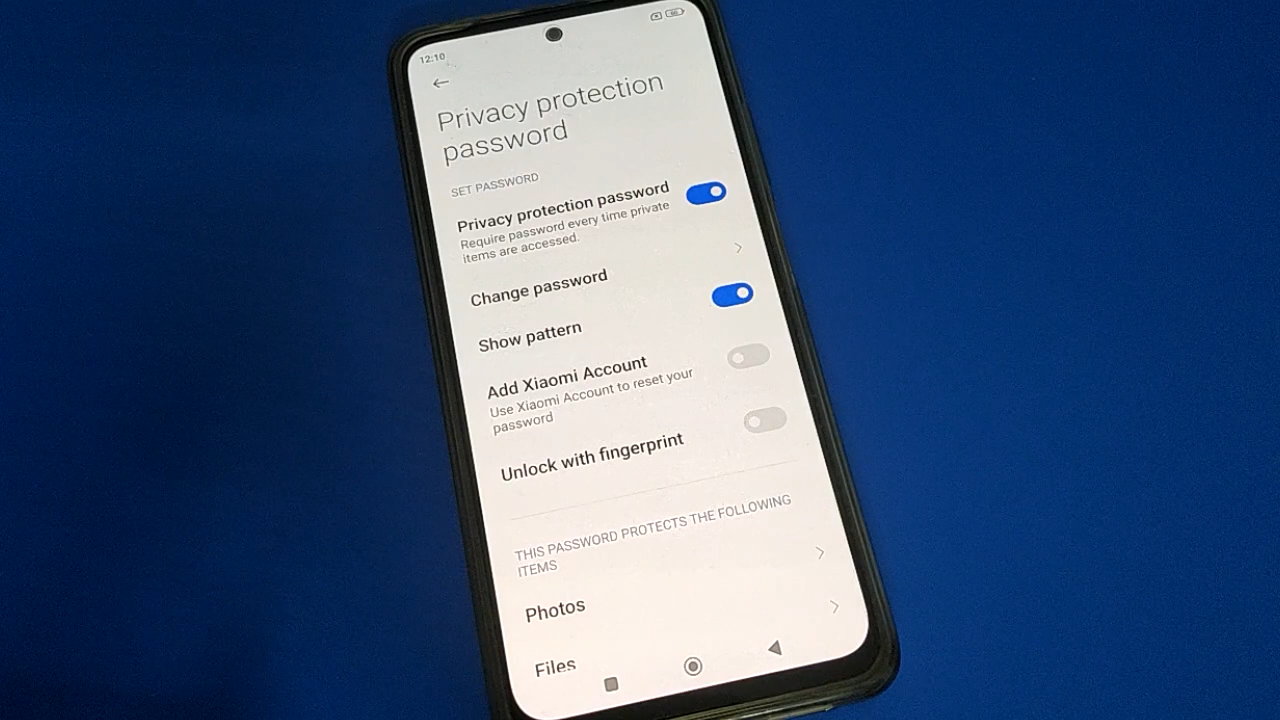 12:10
Privacy protection
password
SET PASSWORD
Privacy protection password
Require password every time private
items are accessed.
Change password
Show pattern
Add Xiaomi Account
Use Xiaomi Account to reset your
password
Unlock with fingerprint
THIS PASSWORD PROTECTS THE FOLLOWING
ITEMS
Photos
Files